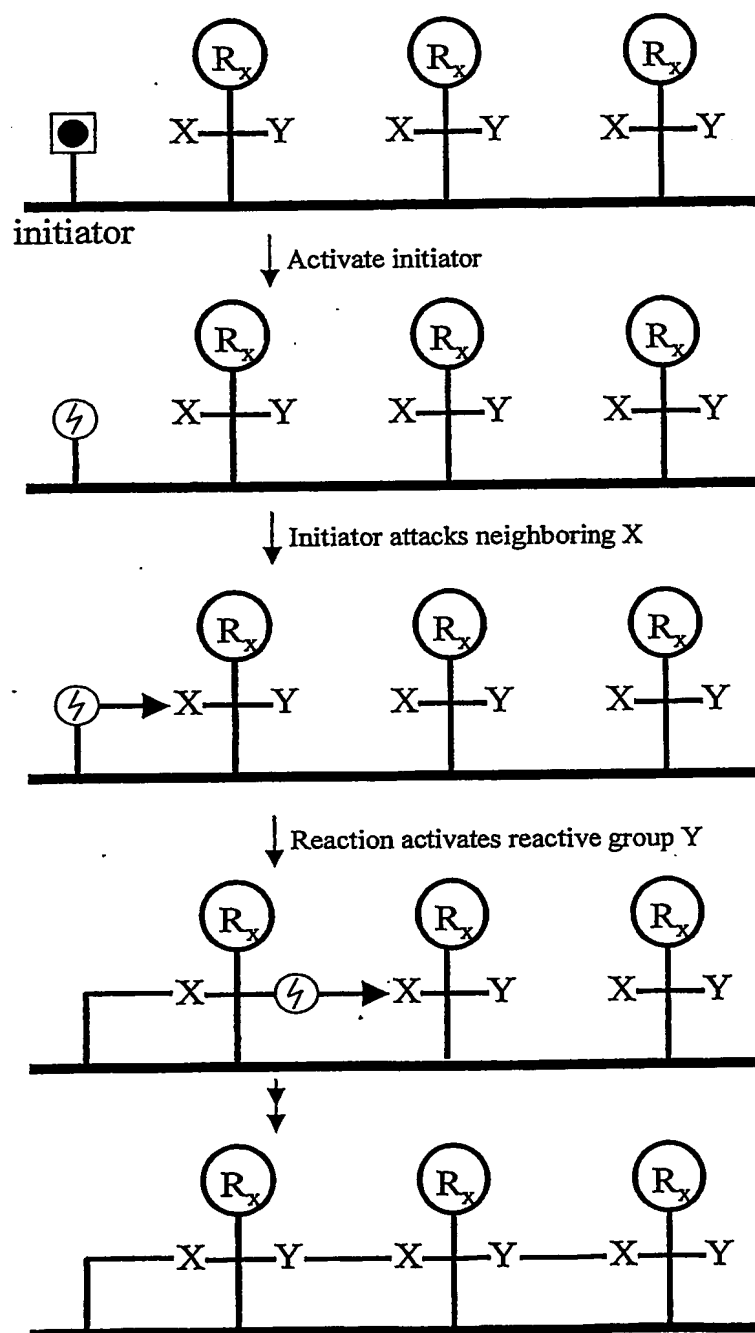 Rx Rx Rx
X Y X Y X Y
initiator
Activate initiator
Rx Rx Rx
X Y X Y X Y
Initiator attacks neighboring X
Rx Rx Rx
X Y X Y X Y
Reaction activates reactive group Y
Rx Rx Rx
X X Y X Y
Rx Rx Rx
X Y X Y X Y